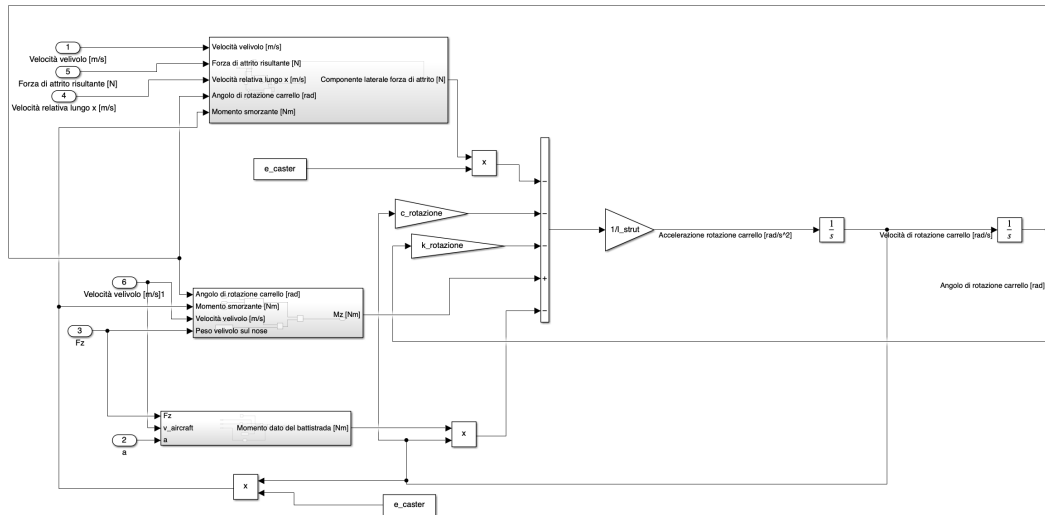 1
Velocità velivolo [m/s]
5
Forza di attrito risultante [N]
4
Velocità relativa lungo x [m/s]
Velocità velivolo [m/s]
Forza di attrito risultante [N]
Velocità relativa lungo x [m/s]
Angolo di rotazione carrello [rad]
Momento smorzante [Nm]
Componente laterale forza di attrito [N]
e_caster
x
c_rotazione
k_rotazione
−
−
−
+
−
1/I_strut
Accelerazione rotazione carrello [rad/s^2]
1
s
Velocità di rotazione carrello [rad/s]
1
s
Angolo di rotazione carrello [rad]
6
Velocità velivolo [m/s]1
3
Fz
Angolo di rotazione carrello [rad]
Momento smorzante [Nm]
Velocità velivolo [m/s]
Peso velivolo sul nose
Mz [Nm]
2
a
Fz
v_aircraft
a
Momento dato del battistrada [Nm]
x
x
e_caster